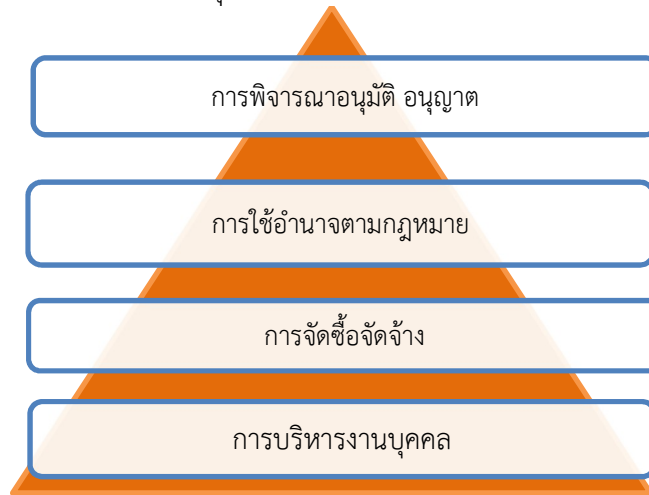 การพิจารณาอนุมัติ อนุญาต
การใช้อำนาจตามกฎหมาย
การจัดซื้อจัดจ้าง
การบริหารงานบุคคล